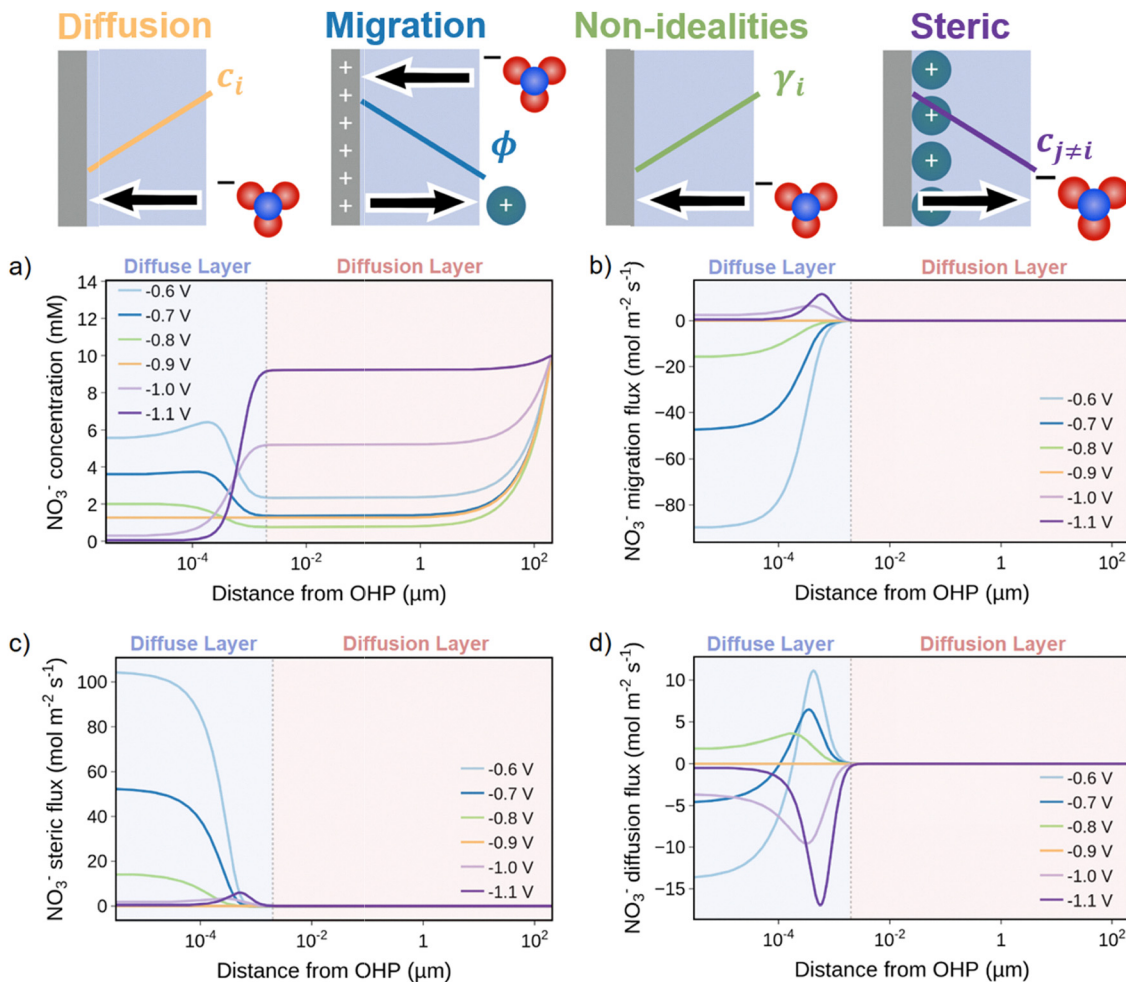 Diffusion
Migration
Non-idealities
Steric
c_i
ϕ
γ_i
c_{j≠i}
−
−
−
−
+
+
+
+
+
+
+
+
+
+
+
+
a)
Diffuse Layer
Diffusion Layer
NO₃⁻ concentration (mM)
14
12
10
8
6
4
2
0
-0.6 V
-0.7 V
-0.8 V
-0.9 V
-1.0 V
-1.1 V
10⁻⁴
10⁻²
1
10²
Distance from OHP (µm)
b)
Diffuse Layer
Diffusion Layer
NO₃⁻ migration flux (mol m⁻² s⁻¹)
0
−20
−40
−60
−80
-0.6 V
-0.7 V
-0.8 V
-0.9 V
-1.0 V
-1.1 V
10⁻⁴
10⁻²
1
10²
Distance from OHP (µm)
c)
Diffuse Layer
Diffusion Layer
NO₃⁻ steric flux (mol m⁻² s⁻¹)
100
80
60
40
20
0
-0.6 V
-0.7 V
-0.8 V
-0.9 V
-1.0 V
-1.1 V
10⁻⁴
10⁻²
1
10²
Distance from OHP (µm)
d)
Diffuse Layer
Diffusion Layer
NO₃⁻ diffusion flux (mol m⁻² s⁻¹)
10
5
0
−5
−10
−15
-0.6 V
-0.7 V
-0.8 V
-0.9 V
-1.0 V
-1.1 V
10⁻⁴
10⁻²
1
10²
Distance from OHP (µm)